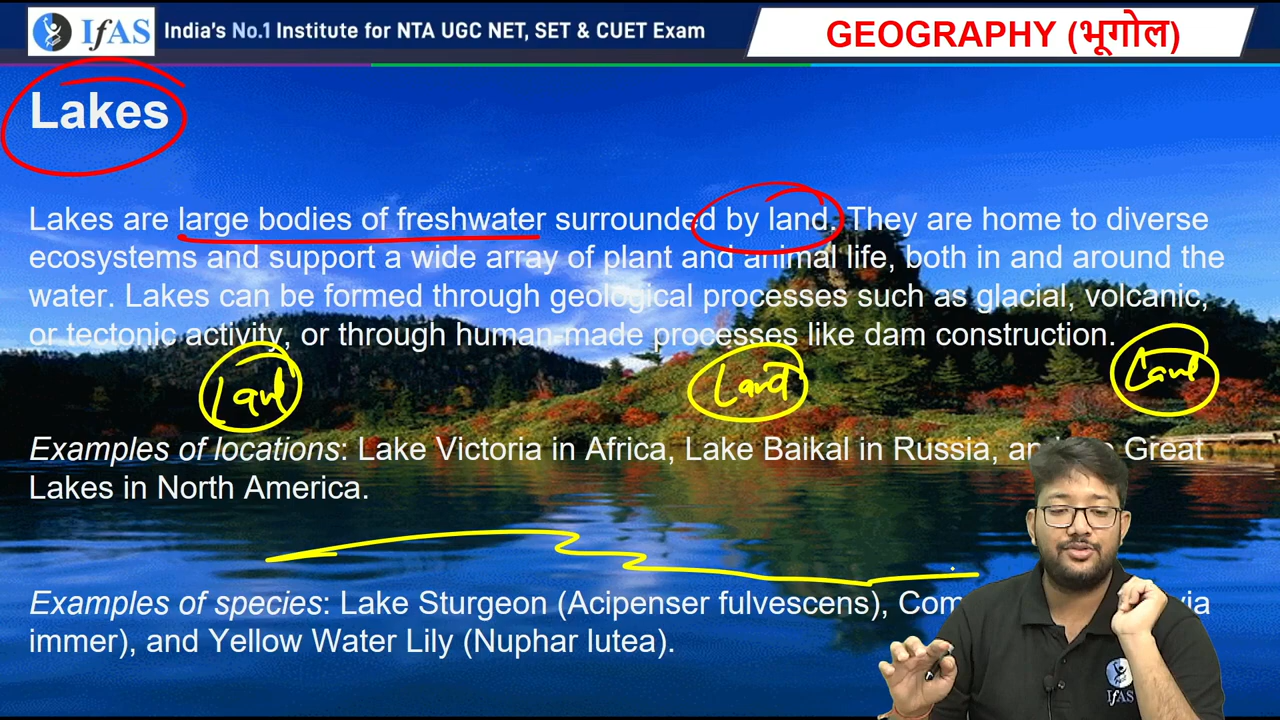 IfAS India's No.1 Institute for NTA UGC NET, SET & CUET Exam
GEOGRAPHY (भूगोल)
Lakes
Lakes are large bodies of freshwater surrounded by land. They are home to diverse
ecosystems and support a wide array of plant and animal life, both in and around the
water. Lakes can be formed through geological processes such as glacial, volcanic,
or tectonic activity, or through human-made processes like dam construction.
Land Land Land
Examples of locations: Lake Victoria in Africa, Lake Baikal in Russia, Great
Lakes in North America.
Examples of species: Lake Sturgeon (Acipenser fulvescens),
immer), and Yellow Water Lily (Nuphar lutea).
IfAS